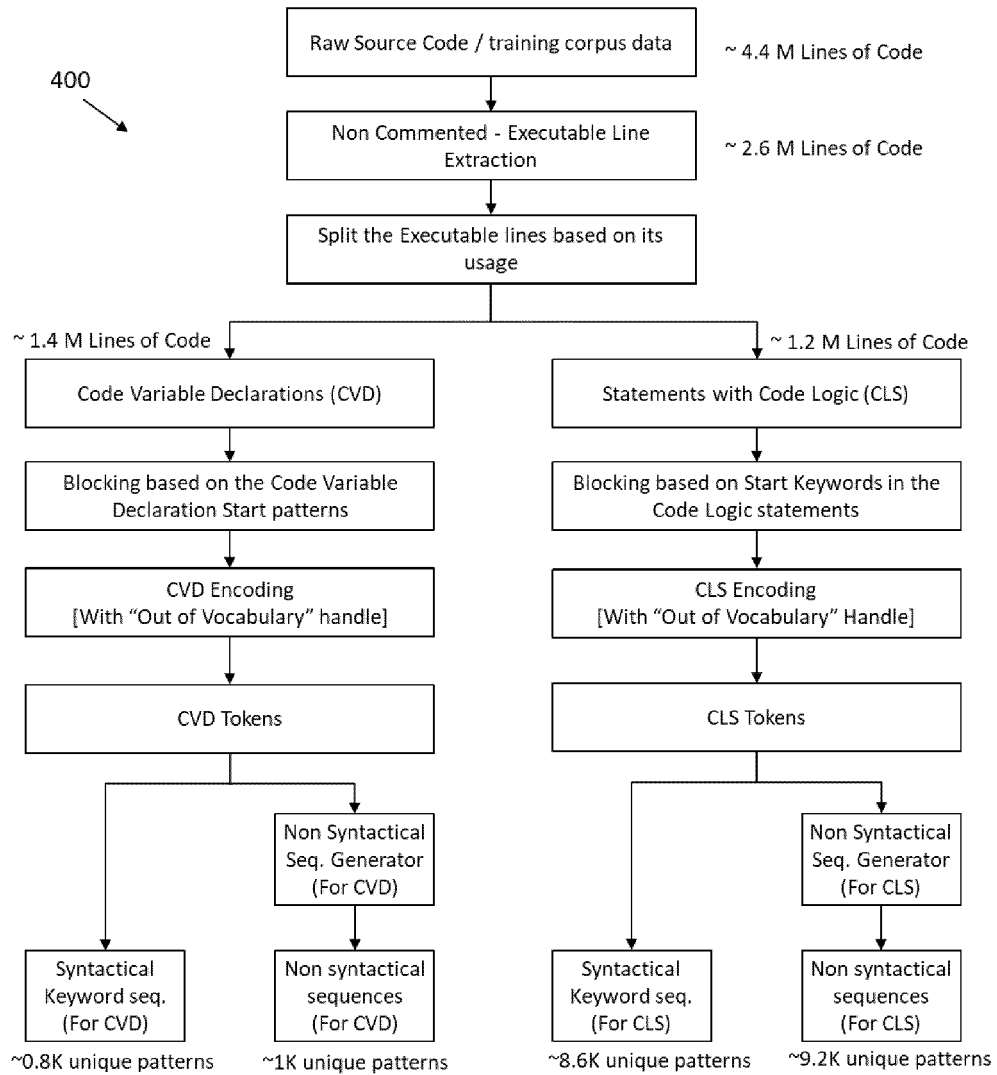 Raw Source Code / training corpus data
~ 4.4 M Lines of Code
400
Non Commented - Executable Line
Extraction
~ 2.6 M Lines of Code
Split the Executable lines based on its
usage
~ 1.4 M Lines of Code
~ 1.2 M Lines of Code
Code Variable Declarations (CVD)
Statements with Code Logic (CLS)
Blocking based on the Code Variable
Declaration Start patterns
Blocking based on Start Keywords in the
Code Logic statements
CVD Encoding
[With “Out of Vocabulary” handle]
CLS Encoding
[With “Out of Vocabulary” Handle]
CVD Tokens
CLS Tokens
Non Syntactical
Seq. Generator
(For CVD)
Non Syntactical
Seq. Generator
(For CLS)
Syntactical
Keyword seq.
(For CVD)
Non syntactical
sequences
(For CVD)
Syntactical
Keyword seq.
(For CLS)
Non syntactical
sequences
(For CLS)
~0.8K unique patterns
~1K unique patterns
~8.6K unique patterns
~9.2K unique patterns